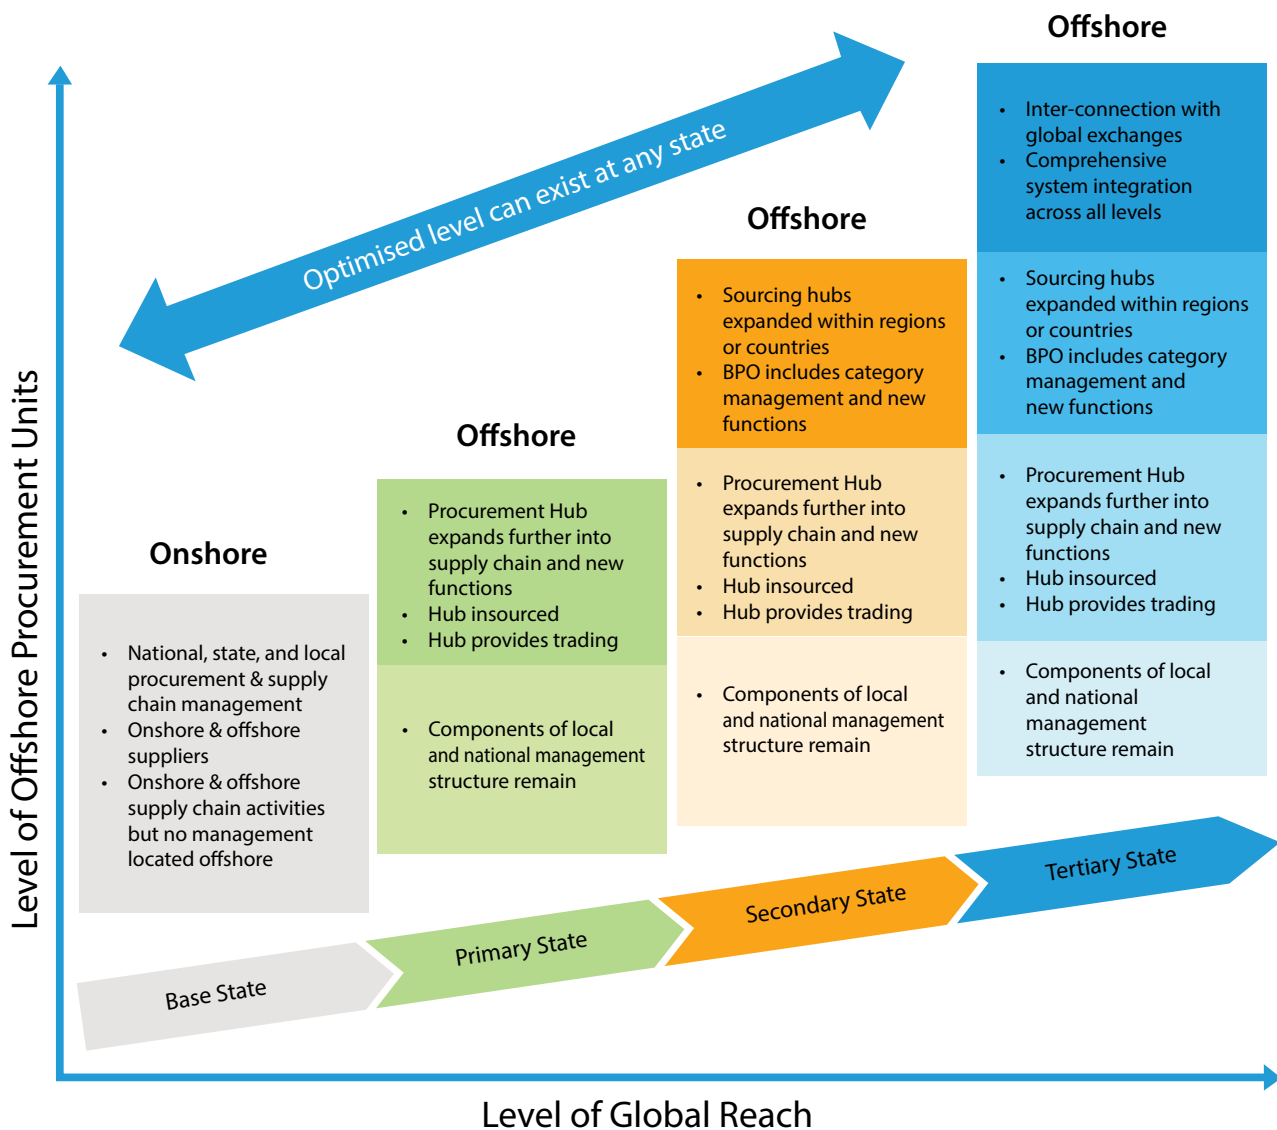 Offshore
• Inter-connection with
global exchanges
• Comprehensive
system integration
across all levels
• Sourcing hubs
expanded within regions
or countries
• BPO includes category
management and
new functions
• Procurement Hub
expands further into
supply chain and new
functions
• Hub insourced
• Hub provides trading
• Components of local
and national
management
structure remain
Optimised level can exist at any state
Offshore
• Sourcing hubs
expanded within regions
or countries
• BPO includes category
management and new
functions
• Procurement Hub
expands further into
supply chain and new
functions
• Hub insourced
• Hub provides trading
• Components of local
and national management
structure remain
Offshore
• Procurement Hub
expands further into
supply chain and new
functions
• Hub insourced
• Hub provides trading
• Components of local
and national management
structure remain
Onshore
• National, state, and local
procurement & supply
chain management
• Onshore & offshore
suppliers
• Onshore & offshore
supply chain activities
but no management
located offshore
Level of Offshore Procurement Units
Base State
Primary State
Secondary State
Tertiary State
Level of Global Reach